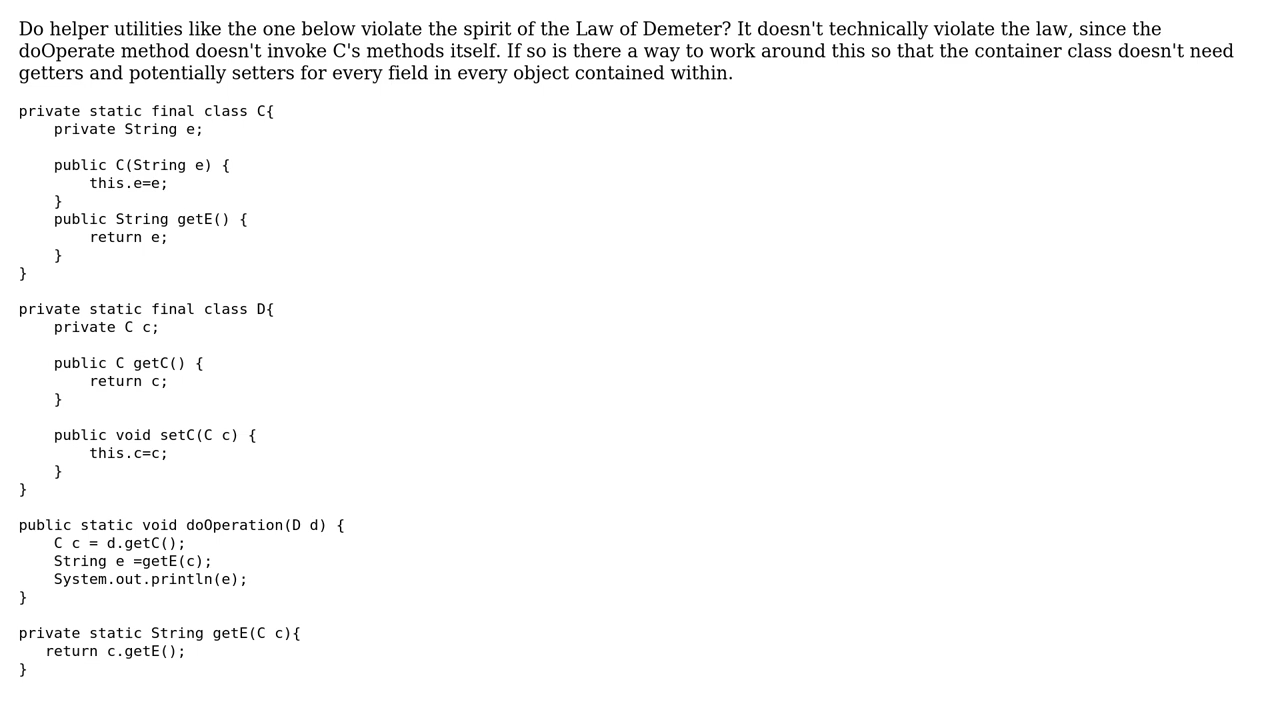 Do helper utilities like the one below violate the spirit of the Law of Demeter? It doesn't technically violate the law, since the
doOperate method doesn't invoke C's methods itself. If so is there a way to work around this so that the container class doesn't need
getters and potentially setters for every field in every object contained within.
private static final class C{
    private String e;
    public C(String e) {
        this.e=e;
    }
    public String getE() {
        return e;
    }
}
private static final class D{
    private C c;
    public C getC() {
        return c;
    }
    public void setC(C c) {
        this.c=c;
    }
}
public static void doOperation(D d) {
    C c = d.getC();
    String e =getE(c);
    System.out.println(e);
}
private static String getE(C c){
   return c.getE();
}